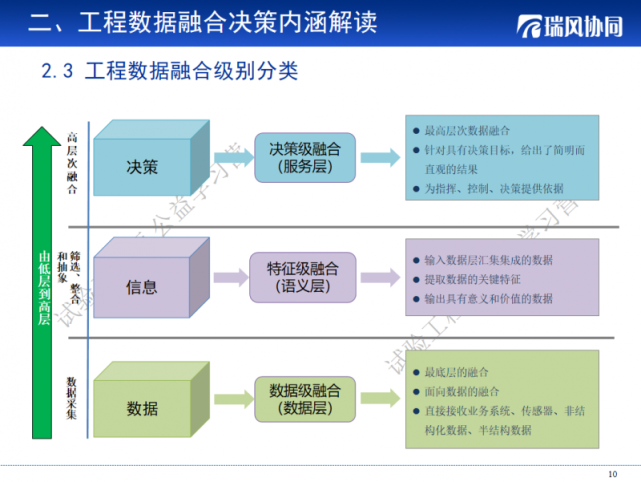 二、工程数据融合决策内涵解读
瑞风协同
2.3 工程数据融合级别分类
由低层到高层
高层次融合
决策
决策级融合
（服务层）
● 最高层次数据融合
● 针对具有决策目标，给出了简明而
直观的结果
● 为指挥、控制、决策提供依据
筛选、整合
和抽象
信息
特征级融合
（语义层）
● 输入数据层汇集集成的数据
● 提取数据的关键特征
● 输出具有意义和价值的数据
数据采集
数据
数据级融合
（数据层）
● 最底层的融合
● 面向数据的融合
● 直接接收业务系统、传感器、非结
构化数据、半结构数据
10